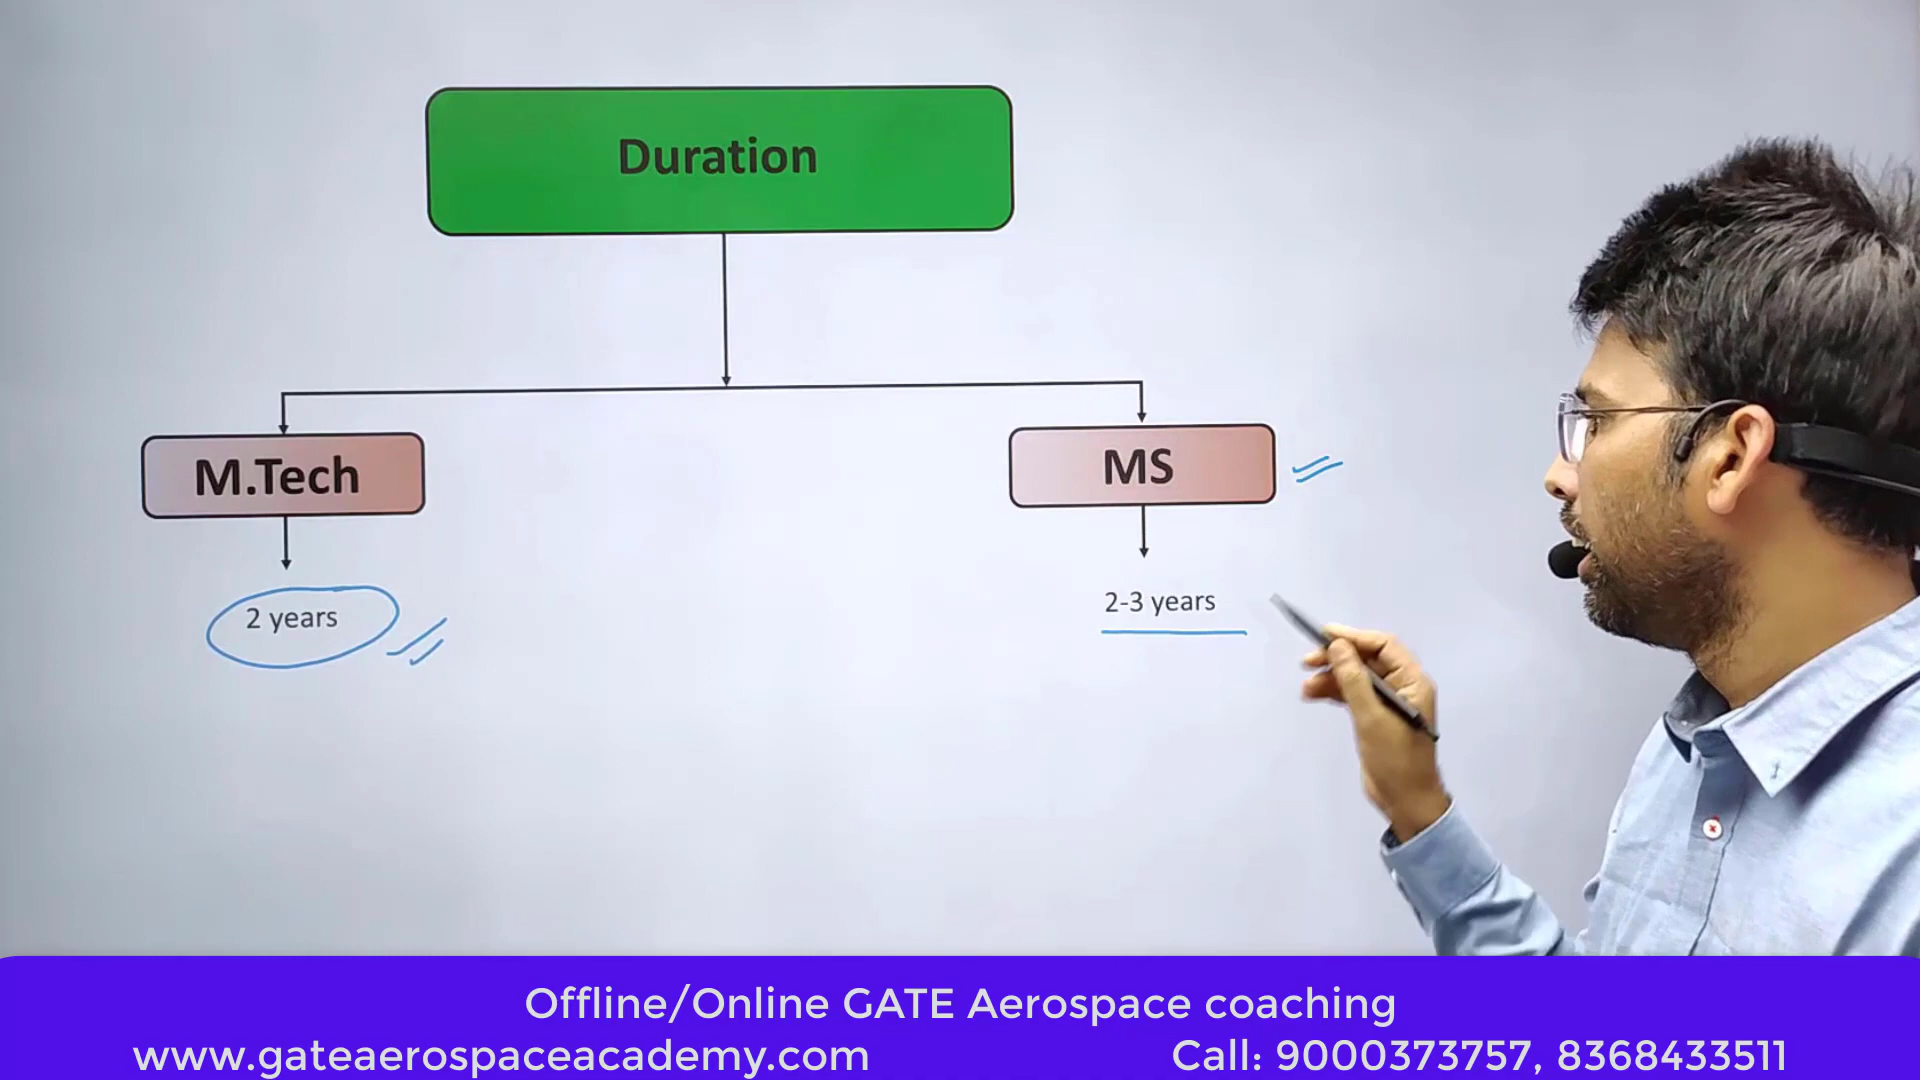 Duration
M.Tech
MS
2 years
2-3 years
Offline/Online GATE Aerospace coaching
www.gateaerospaceacademy.com
Call: 9000373757, 8368433511